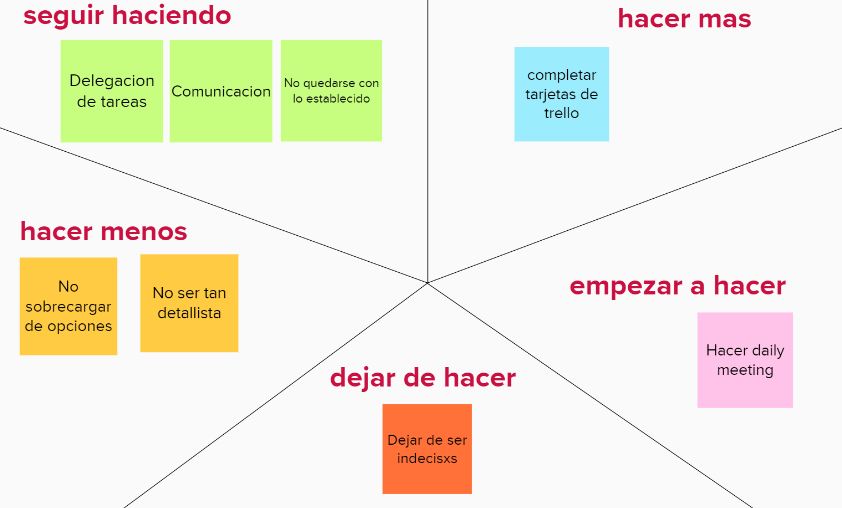 seguir haciendo
Delegacion
de tareas
Comunicacion
No quedarse con
lo establecido
hacer mas
completar
tarjetas de
trello
hacer menos
No
sobrecargar
de opciones
No ser tan
detallista
empezar a hacer
Hacer daily
meeting
dejar de hacer
Dejar de ser
indecisxs